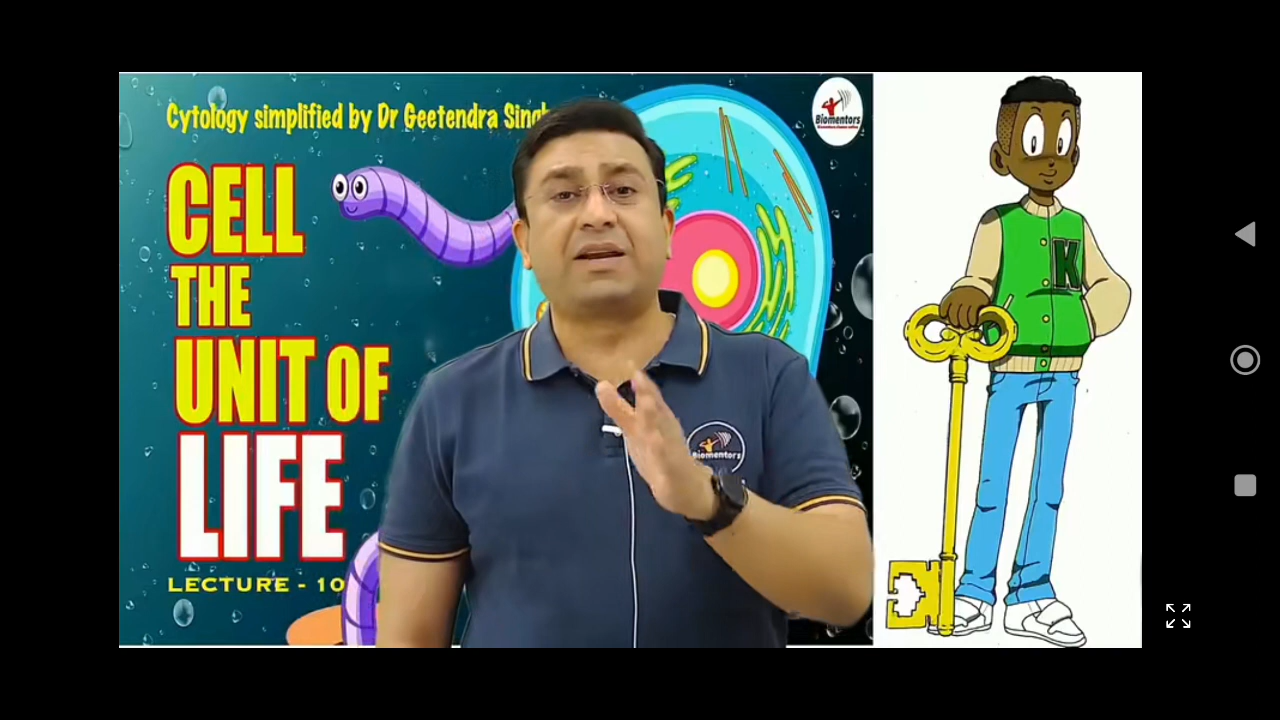 Cytology simplified by Dr Geetendra Singh
Biomentors
CELL
THE
UNIT OF
LIFE
LECTURE - 10
K
Biomentors